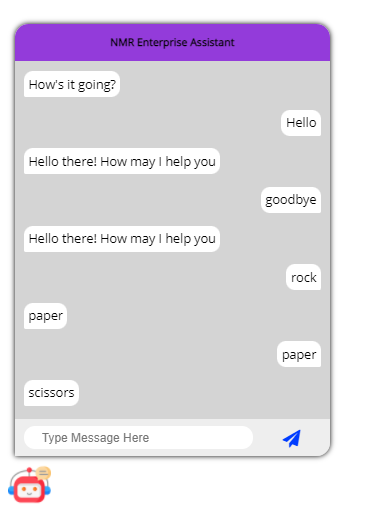 NMR Enterprise Assistant
How's it going?
Hello
Hello there! How may I help you
goodbye
Hello there! How may I help you
rock
paper
paper
scissors
Type Message Here